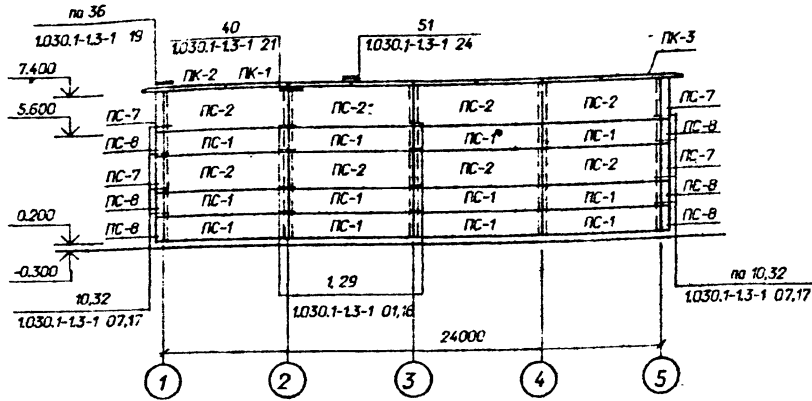 по 36
1.030.1-1.3-1 19
40
1.030.1-1.3-1 21
51
1.030.1-1.3-1 24
ПК-3
7.400
ПК-2 ПК-1
5.600
ПС-7 ПС-2 ПС-2 ПС-2 ПС-2 ПС-7
ПС-8 ПС-1 ПС-1 ПС-1 ПС-1 ПС-8
ПС-7 ПС-2 ПС-2 ПС-2 ПС-2 ПС-7
ПС-8 ПС-1 ПС-1 ПС-1 ПС-1 ПС-8
0.200
ПС-8 ПС-1 ПС-1 ПС-1 ПС-1 ПС-8
-0.300
10,32
1.030.1-1.3-1 07,17
1, 29
1.030.1-1.3-1 01,18
по 10,32
1.030.1-1.3-1 07,17
24000
1 2 3 4 5